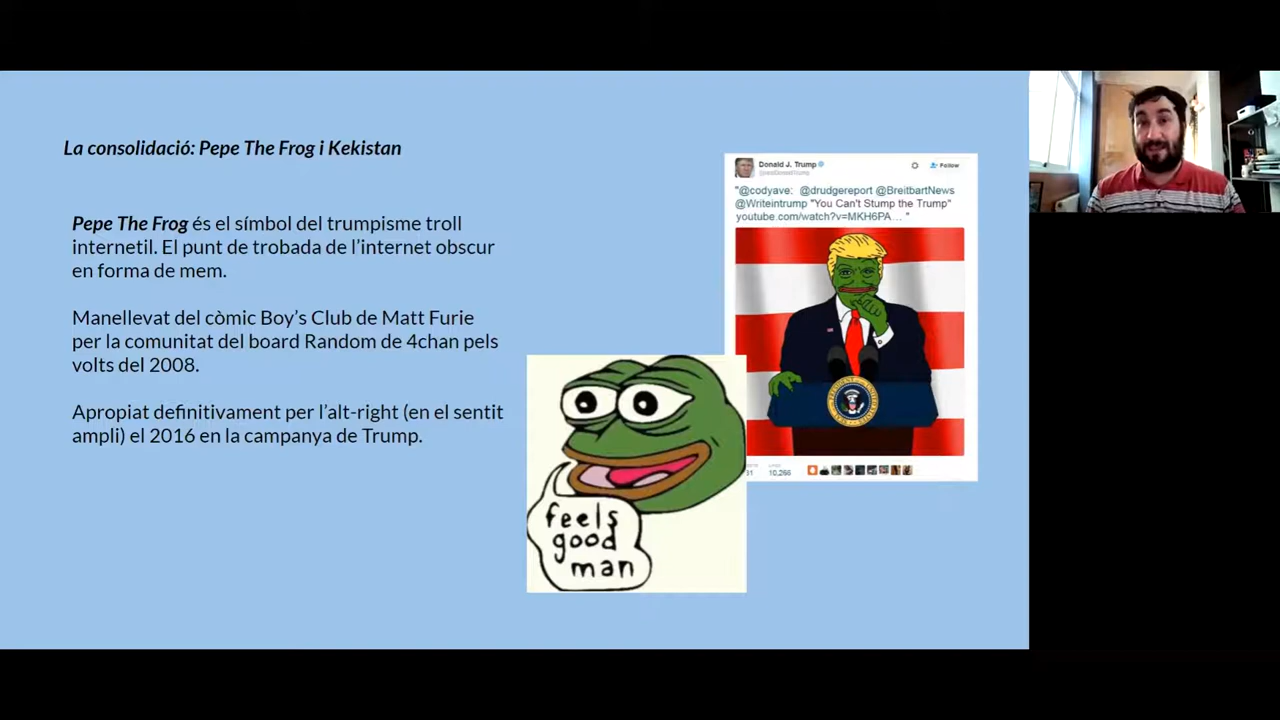 La consolidació: Pepe The Frog i Kekistan
Pepe The Frog és el símbol del trumpisme troll
internetil. El punt de trobada de l'internet obscur
en forma de mem.
Manellevat del còmic Boy's Club de Matt Furie
per la comunitat del board Random de 4chan pels
volts del 2008.
Apropiat definitivament per l'alt-right (en el sentit
ampli) el 2016 en la campanya de Trump.
Donald J. Trump
Follow
"@codyave: @drudgereport @BreitbartNews
@Writeintrump "You Can't Stump the Trump"
youtube.com/watch?v=MKH6PA... "
10,266
feels
good
man